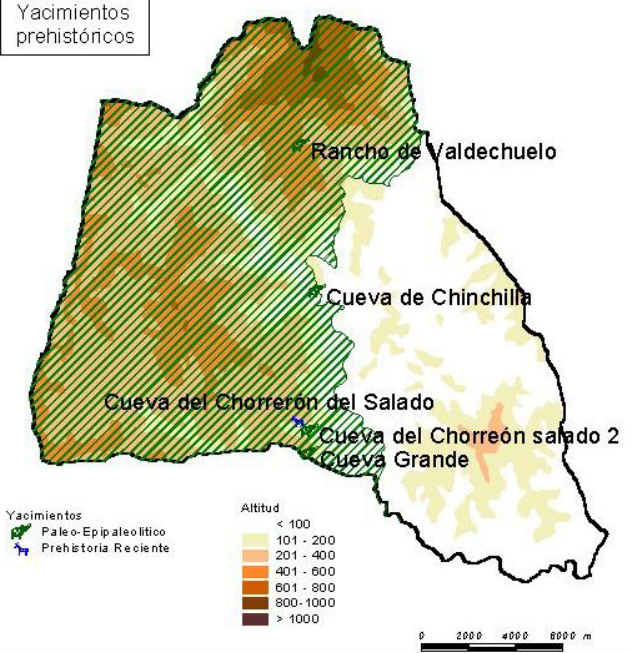 Yacimientos
prehistóricos
Rancho de Valdechuelo
Cueva de Chinchilla
Cueva del Chorrerón del Salado
Cueva del Chorreón salado 2
Cueva Grande
Yacimientos
Paleo-Epipaleolitico
Prehistoria Reciente
Altitud
< 100
101 - 200
201 - 400
401 - 600
601 - 800
800-1000
> 1000
0 2000 4000 6000 m